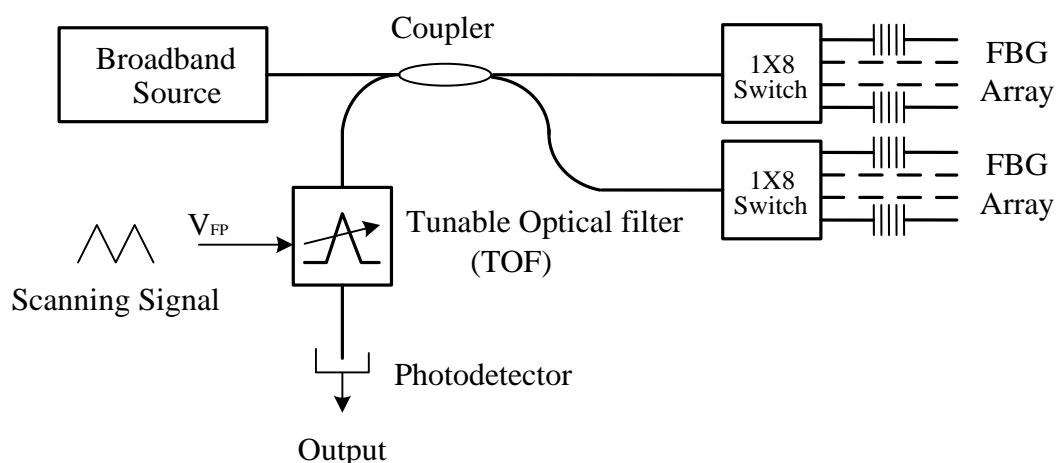 Coupler
Broadband
Source
1X8
Switch
FBG
Array
1X8
Switch
FBG
Array
VFP
Tunable Optical filter
(TOF)
Scanning Signal
Photodetector
Output